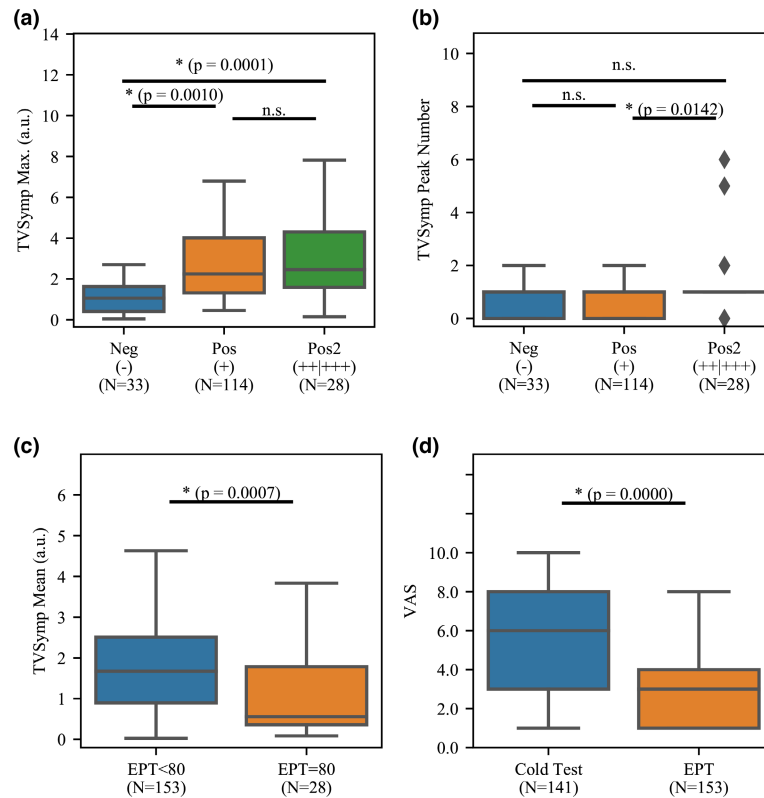 (a)
TVSymp Max. (a.u.)
14
12
10
8
6
4
2
0
* (p = 0.0001)
* (p = 0.0010)
n.s.
Neg
(-)
(N=33)
Pos
(+)
(N=114)
Pos2
(++|+++)
(N=28)
(b)
TVSymp Peak Number
10
8
6
4
2
0
n.s.
n.s.
* (p = 0.0142)
Neg
(-)
(N=33)
Pos
(+)
(N=114)
Pos2
(++|+++)
(N=28)
(c)
TVSymp Mean (a.u.)
6
5
4
3
2
1
0
* (p = 0.0007)
EPT<80
(N=153)
EPT=80
(N=28)
(d)
VAS
10.0
8.0
6.0
4.0
2.0
0.0
* (p = 0.0000)
Cold Test
(N=141)
EPT
(N=153)